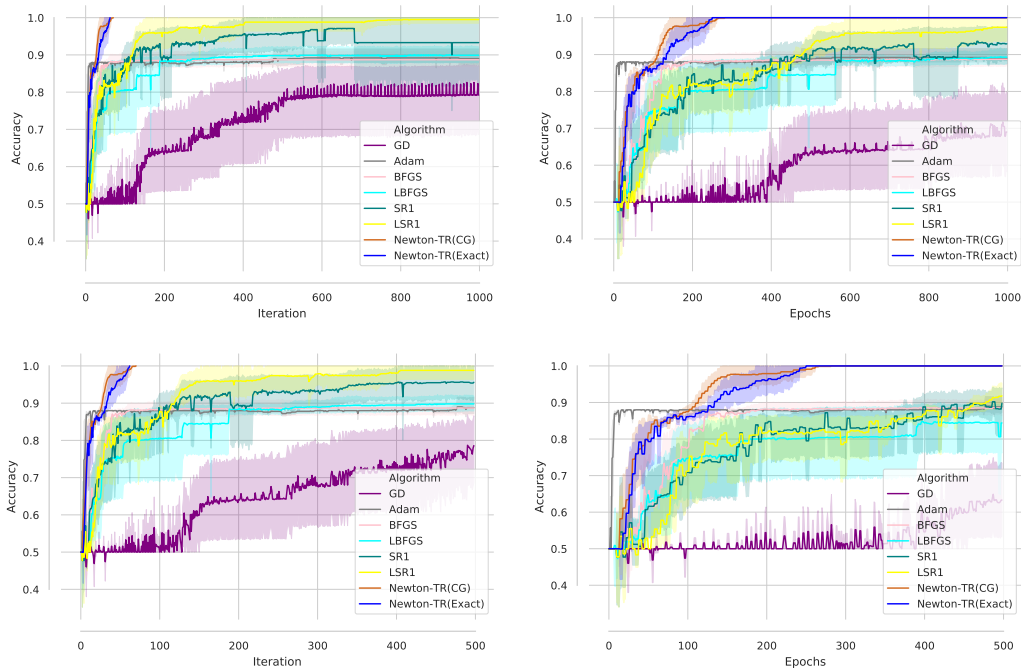 1.0
0.9
0.8
0.7
0.6
0.5
0.4
Accuracy
Algorithm
GD
Adam
BFGS
LBFGS
SR1
LSR1
Newton-TR(CG)
Newton-TR(Exact)
0 200 400 600 800 1000
Iteration
1.0
0.9
0.8
0.7
0.6
0.5
0.4
Accuracy
Algorithm
GD
Adam
BFGS
LBFGS
SR1
LSR1
Newton-TR(CG)
Newton-TR(Exact)
0 200 400 600 800 1000
Epochs
1.0
0.9
0.8
0.7
0.6
0.5
0.4
Accuracy
Algorithm
GD
Adam
BFGS
LBFGS
SR1
LSR1
Newton-TR(CG)
Newton-TR(Exact)
0 100 200 300 400 500
Iteration
1.0
0.9
0.8
0.7
0.6
0.5
0.4
Accuracy
Algorithm
GD
Adam
BFGS
LBFGS
SR1
LSR1
Newton-TR(CG)
Newton-TR(Exact)
0 100 200 300 400 500
Epochs